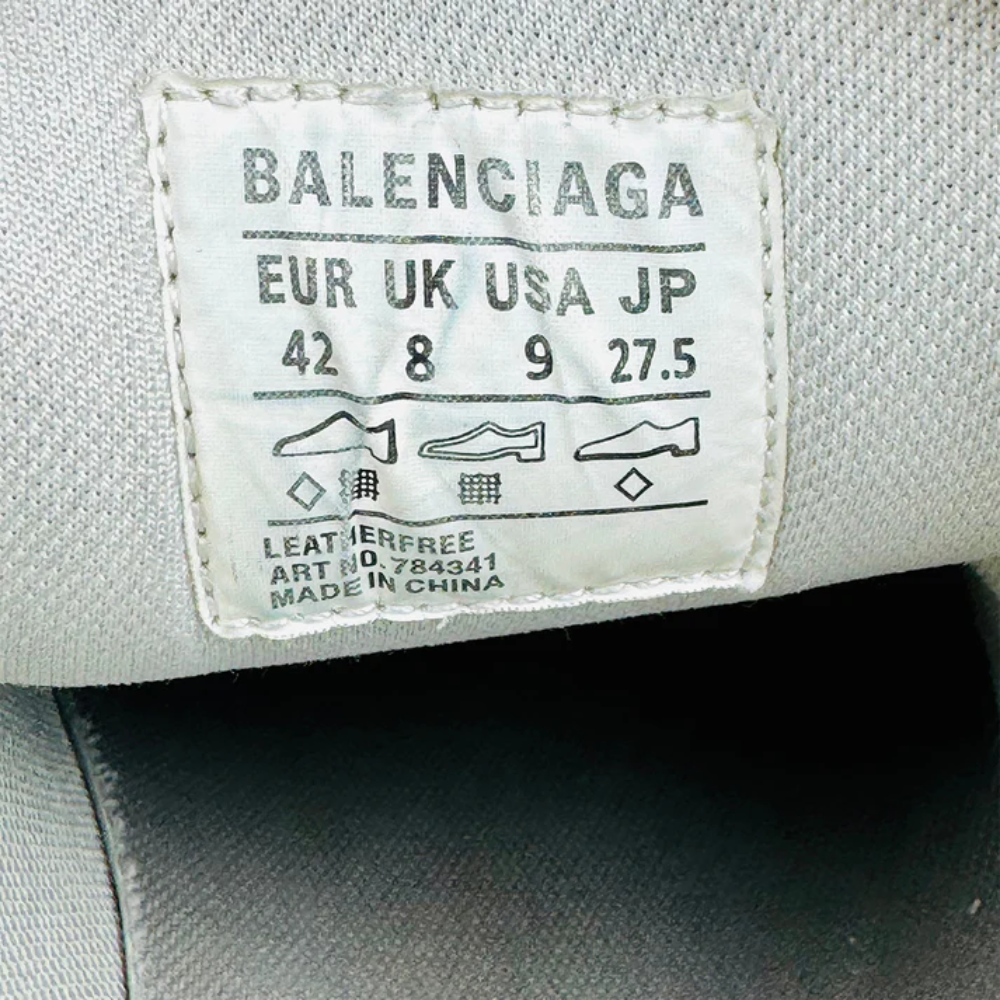 BALENCIAGA
EUR UK USA JP
42 8 9 27.5
LEATHERFREE
ART NO. 784341
MADE IN CHINA